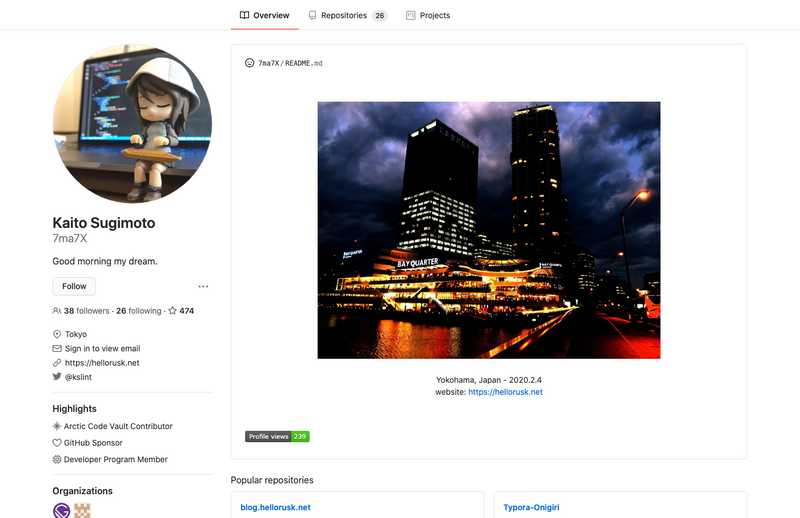 Overview
Repositories 26
Projects
7ma7X/README.md
BAY QUARTER
Kaito Sugimoto
7ma7X
Good morning my dream.
Follow
38 followers · 26 following · 474
Tokyo
Sign in to view email
https://hellorusk.net
@kslint
Highlights
Arctic Code Vault Contributor
GitHub Sponsor
Developer Program Member
Organizations
Yokohama, Japan - 2020.2.4
website: https://hellorusk.net
Profile views 239
Popular repositories
blog.hellorusk.net
Typora-Onigiri